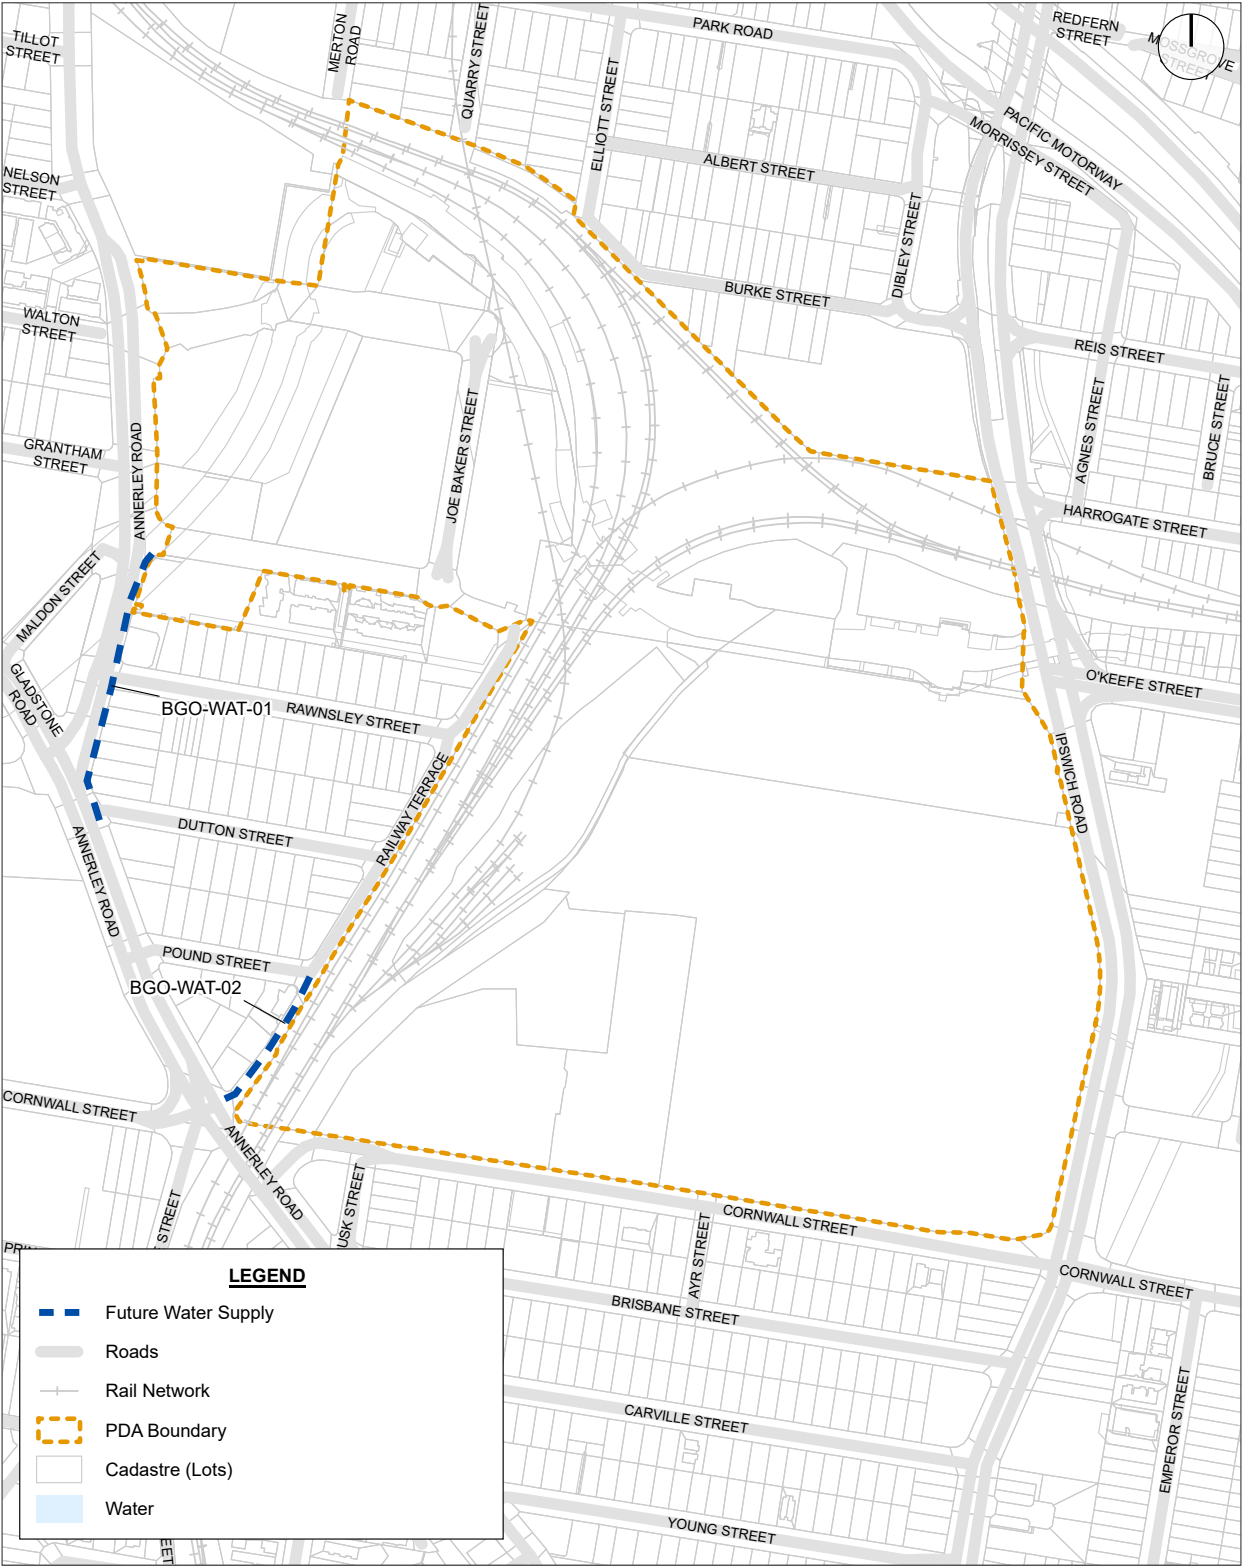 TILLOT
STREET
MERTON
ROAD
QUARRY STREET
PARK ROAD
REDFERN
STREET
MOSSGROVE
STREET
ELLIOTT STREET
PACIFIC MOTORWAY
MORRISSEY STREET
ALBERT STREET
NELSON
STREET
DIBLEY STREET
BURKE STREET
WALTON
STREET
REIS STREET
AGNES STREET
BRUCE STREET
JOE BAKER STREET
GRANTHAM
STREET
ANNERLEY ROAD
HARROGATE STREET
MALDON STREET
GLADSTONE
ROAD
O'KEEFE STREET
BGO-WAT-01
RAWNSLEY STREET
IPSWICH ROAD
RAILWAY TERRACE
DUTTON STREET
ANNERLEY ROAD
POUND STREET
BGO-WAT-02
CORNWALL STREET
ANNERLEY ROAD
STREET
USK STREET
AYR STREET
CORNWALL STREET
CORNWALL STREET
BRISBANE STREET
CARVILLE STREET
EMPEROR STREET
YOUNG STREET
LEGEND
Future Water Supply
Roads
Rail Network
PDA Boundary
Cadastre (Lots)
Water